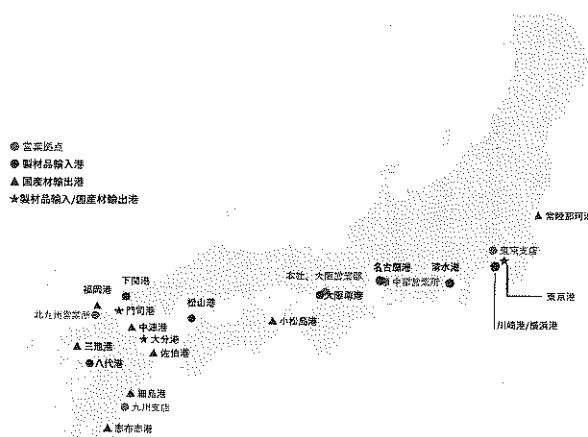 営業拠点
製材品輸入港
国産材輸出港
製材品輸入/国産材輸出港
常陸那珂港
東京支店
東京港
川崎港/横浜港
清水港
名古屋港
中部営業所
本社、大阪営業部
大阪南港
小松島港
松山港
下関港
福岡港
門司港
北九州営業所
中津港
大分港
三池港
佐伯港
八代港
細島港
九州支店
志布志港